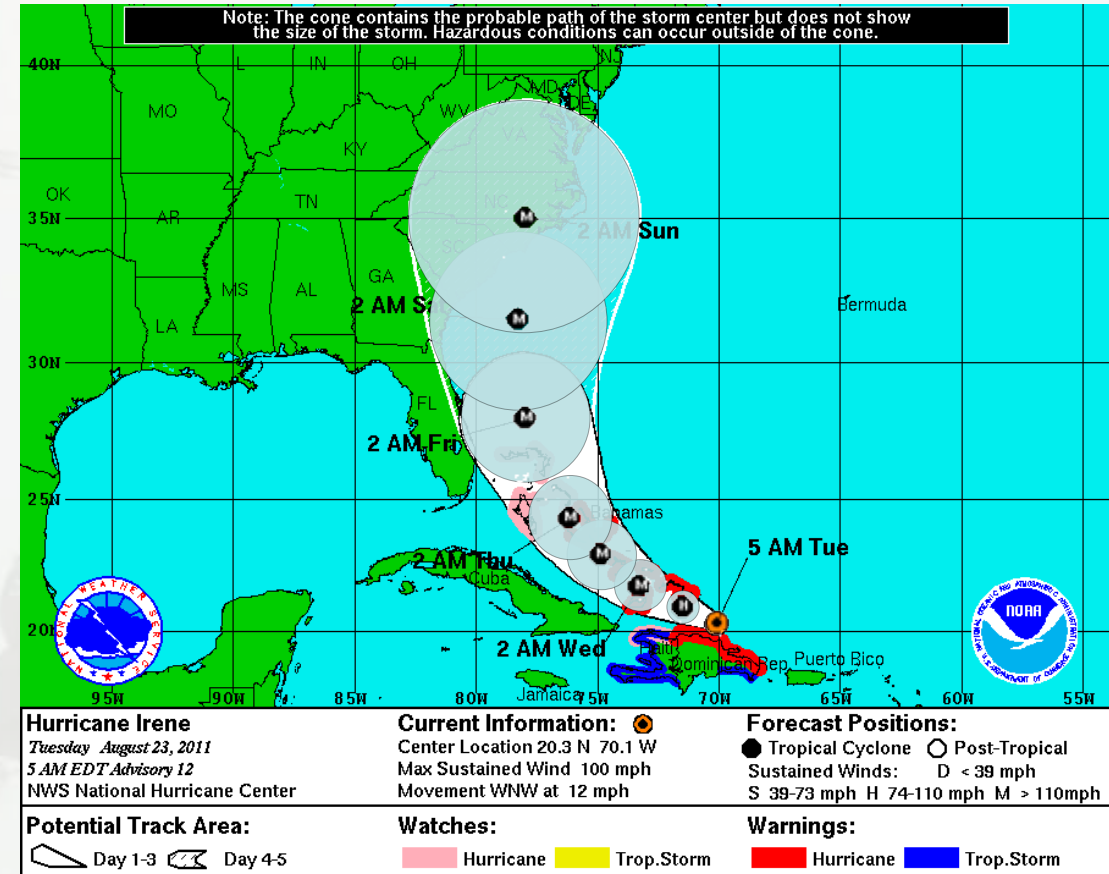 Note: The cone contains the probable path of the storm center but does not show
the size of the storm. Hazardous conditions can occur outside of the cone.
40N
L
IN
OH
NJ
MD
DE
MO
WV
VA
KY
OK
TN
NC
35N
AR
2 AM Sun
SC
MS
AL
GA
2 AM Sat
Bermuda
LA
30N
FL
2 AM Fri
25N
Bahamas
2 AM Thu
Cuba
5 AM Tue
NATIONAL WEATHER SERVICE
NOAA
20N
2 AM Wed
Haiti
Dominican Rep
Puerto Rico
Jamaica
95W 90W 85W 80W 75W 70W 65W 60W 55W
M
M
M
M
M
M
H
Hurricane Irene
Tuesday August 23, 2011
5 AM EDT Advisory 12
NWS National Hurricane Center
Current Information:
Center Location 20.3 N 70.1 W
Max Sustained Wind 100 mph
Movement WNW at 12 mph
Forecast Positions:
Tropical Cyclone Post-Tropical
Sustained Winds: D < 39 mph
S 39-73 mph H 74-110 mph M > 110mph
Potential Track Area:
Day 1-3 Day 4-5
Watches:
Hurricane Trop.Storm
Warnings:
Hurricane Trop.Storm